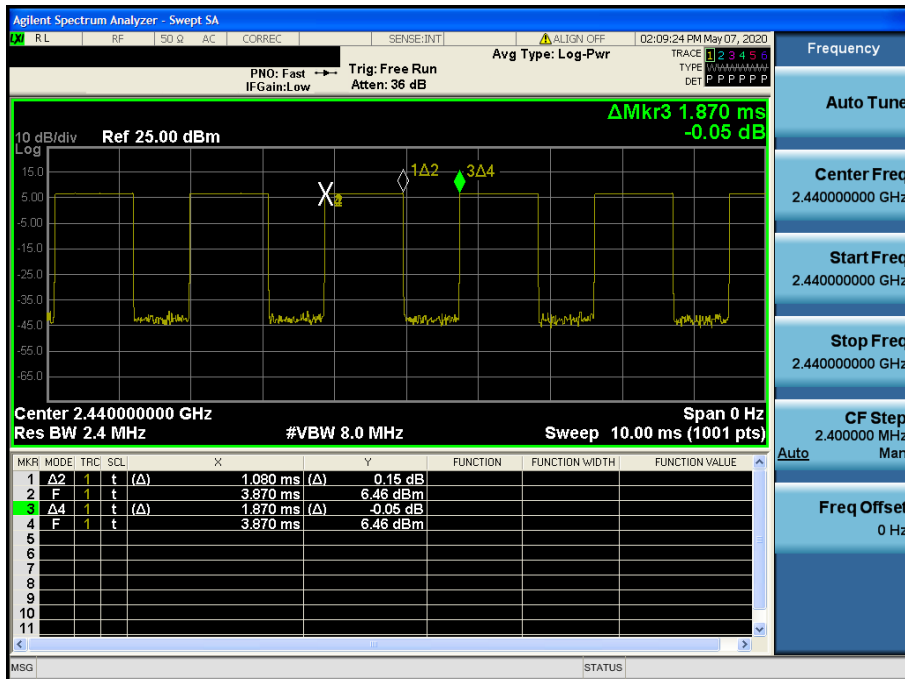 Agilent Spectrum Analyzer - Swept SA
LXI RL RF 50 Ω AC CORREC SENSE:INT ALIGN OFF 02:09:24 PM May 07, 2020
Frequency
Avg Type: Log-Pwr
TRACE 1 2 3 4 5 6
PNO: Fast Trig: Free Run
TYPE WWWWWW
IFGain:Low Atten: 36 dB
DET P P P P P P
Auto Tune
ΔMkr3 1.870 ms
-0.05 dB
10 dB/div Ref 25.00 dBm
Log
15.0
1Δ2 3Δ4
Center Freq
2.440000000 GHz
5.00
-5.00
-15.0
Start Freq
2.440000000 GHz
-25.0
-35.0
-45.0
Stop Freq
2.440000000 GHz
-55.0
-65.0
Center 2.440000000 GHz Span 0 Hz
Res BW 2.4 MHz #VBW 8.0 MHz Sweep 10.00 ms (1001 pts)
CF Step
2.400000 MHz
Auto Man
MKR MODE TRC SCL X Y FUNCTION FUNCTION WIDTH FUNCTION VALUE
1 Δ2 1 t (Δ) 1.080 ms (Δ) 0.15 dB
2 F 1 t 3.870 ms 6.46 dBm
3 Δ4 1 t (Δ) 1.870 ms (Δ) -0.05 dB
4 F 1 t 3.870 ms 6.46 dBm
5
6
7
8
9
10
11
Freq Offset
0 Hz
MSG STATUS